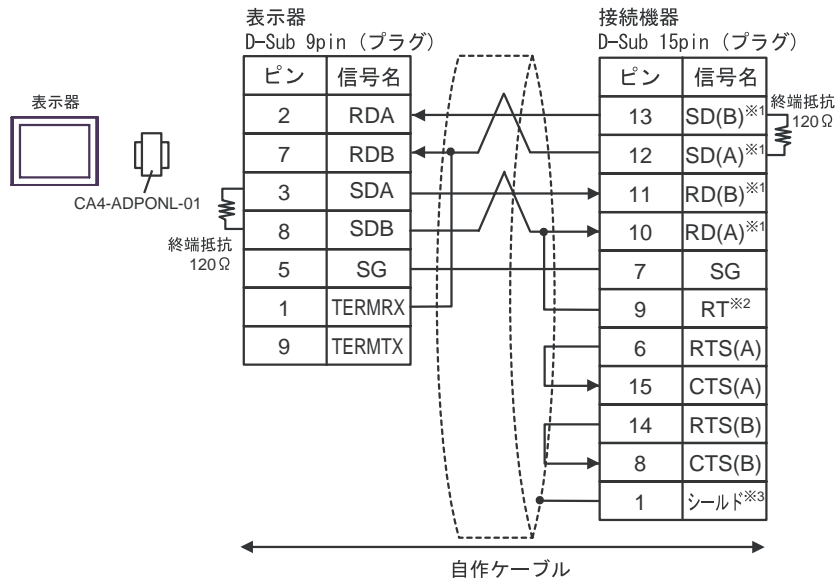 表示器
D-Sub 9pin (プラグ)
接続機器
D-Sub 15pin (プラグ)
表示器
CA4-ADPONL-01
ピン 信号名
2 RDA
7 RDB
3 SDA
8 SDB
5 SG
1 TERMRX
9 TERMTX
終端抵抗
120Ω
ピン 信号名
13 SD(B)※1
12 SD(A)※1
11 RD(B)※1
10 RD(A)※1
7 SG
9 RT※2
6 RTS(A)
15 CTS(A)
14 RTS(B)
8 CTS(B)
1 シールド※3
終端抵抗
120Ω
自作ケーブル